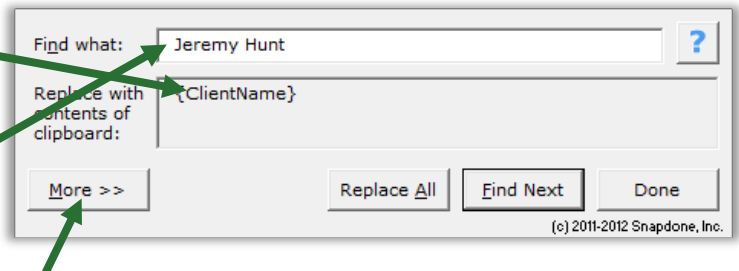 Find what:
Jeremy Hunt
?
Replace with
contents of
clipboard:
{ClientName}
More >>
Replace All
Find Next
Done
(c) 2011-2012 Snapdone, Inc.